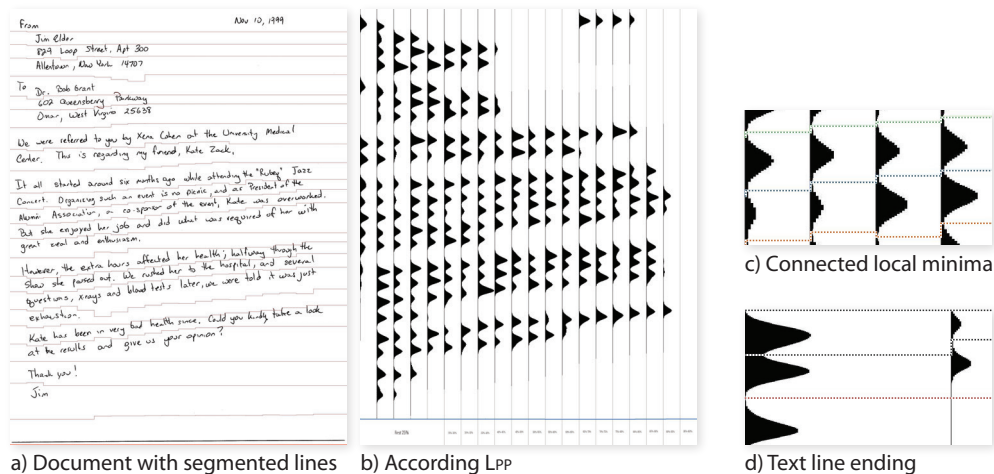 From
Nov 10, 1999
Jim Elder
829 Loop Street, Apt 300
Allentown, New York 14707
To
Dr. Bob Grant
602 Queensberry Parkway
Omar, West Virginia 25638
We were referred to you by Xena Cohen at the University Medical
Center. This is regarding my friend, Kate Zack.
It all started around six months ago while attending the "Rubeq" Jazz
Concert. Organizing such an event is no picnic, and as President of the
Alumni Association, a co-sponsor of the event, Kate was overworked.
But she enjoyed her job and did what was required of her with
great zeal and enthusiasm.
However, the extra hours affected her health; halfway through the
show she passed out. We rushed her to the hospital, and several
questions, x-rays and blood tests later, we were told it was just
exhaustion.
Kate has been in very bad health since. Could you kindly take a look
at the results and give us your opinion?
Thank you!
Jim
a) Document with segmented lines
b) According LPP
c) Connected local minima
d) Text line ending